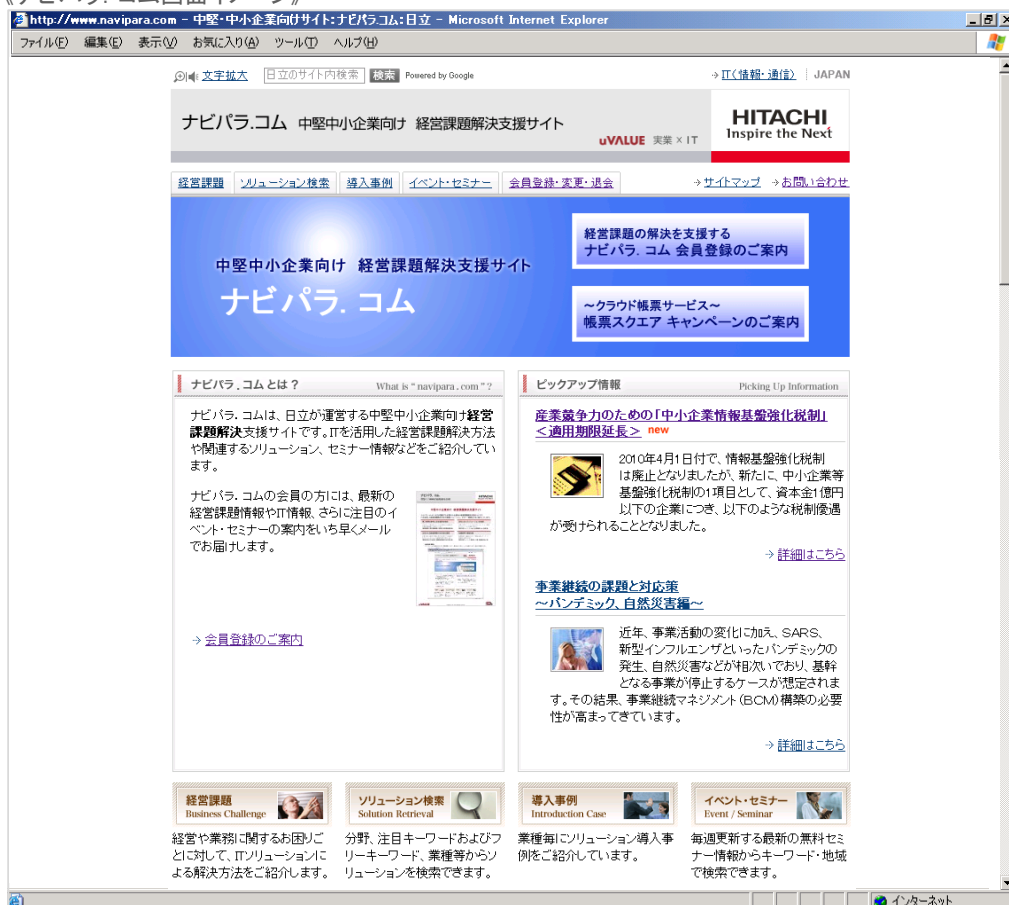 《ナビパラ. コム画面イメージ》
http://www.navipara.com - 中堅・中小企業向けサイト:ナビパラコム:日立 - Microsoft Internet Explorer
ファイル(F) 編集(E) 表示(V) お気に入り(A) ツール(T) ヘルプ(H)
文字拡大 日立のサイト内検索 検索 Powered by Google → IT(情報・通信) | JAPAN
ナビパラ.コム 中堅中小企業向け 経営課題解決支援サイト
uVALUE 実業×IT
HITACHI
Inspire the Next
経営課題 ソリューション検索 導入事例 イベント・セミナー 会員登録・変更・退会 → サイトマップ → お問い合わせ
中堅中小企業向け 経営課題解決支援サイト
ナビパラ. コム
経営課題の解決を支援する
ナビパラ. コム 会員登録のご案内
~クラウド帳票サービス~
帳票スクエア キャンペーンのご案内
ナビパラ.コムとは? What is "navipara.com"?
ナビパラ. コムは、日立が運営する中堅中小企業向け経営
課題解決支援サイトです。ITを活用した経営課題解決方法
や関連するソリューション、セミナー情報などをご紹介してい
ます。
ナビパラ. コムの会員の方には、最新の
経営課題情報やIT情報、さらに注目のイ
ベント・セミナーの案内をいち早くメール
でお届けします。
→ 会員登録のご案内
ピックアップ情報 Picking Up Information
産業競争力のための「中小企業情報基盤強化税制」
<適用期限延長> new
2010年4月1日付で、情報基盤強化税制
は廃止となりましたが、新たに、中小企業等
基盤強化税制の1項目として、資本金1億円
以下の企業につき、以下のような税制優遇
が受けられることとなりました。
→ 詳細はこちら
事業継続の課題と対応策
~パンデミック、自然災害編~
近年、事業活動の変化に加え、SARS、
新型インフルエンザといったパンデミックの
発生、自然災害などが相次いでおり、基幹
となる事業が停止するケースが想定されま
す。その結果、事業継続マネジメント(BCM)構築の必要
性が高まってきています。
→ 詳細はこちら
経営課題
Business Challenge
経営や業務に関するお困りご
とに対して、ITソリューションに
よる解決方法をご紹介します。
ソリューション検索
Solution Retrieval
分野、注目キーワードおよびフ
リーキーワード、業種等からソ
リューションを検索できます。
導入事例
Introduction Case
業種毎にソリューション導入事
例をご紹介しています。
イベント・セミナー
Event / Seminar
毎週更新する最新の無料セミ
ナー情報からキーワード・地域
で検索できます。
インターネット